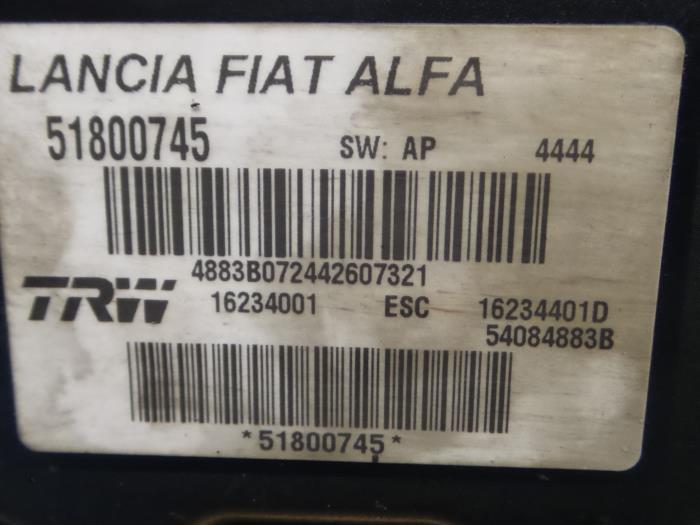 LANCIA FIAT ALFA
51800745 SW: AP 4444
4883B072442607321
TRW 16234001 ESC 16234401D
54084883B
*51800745*